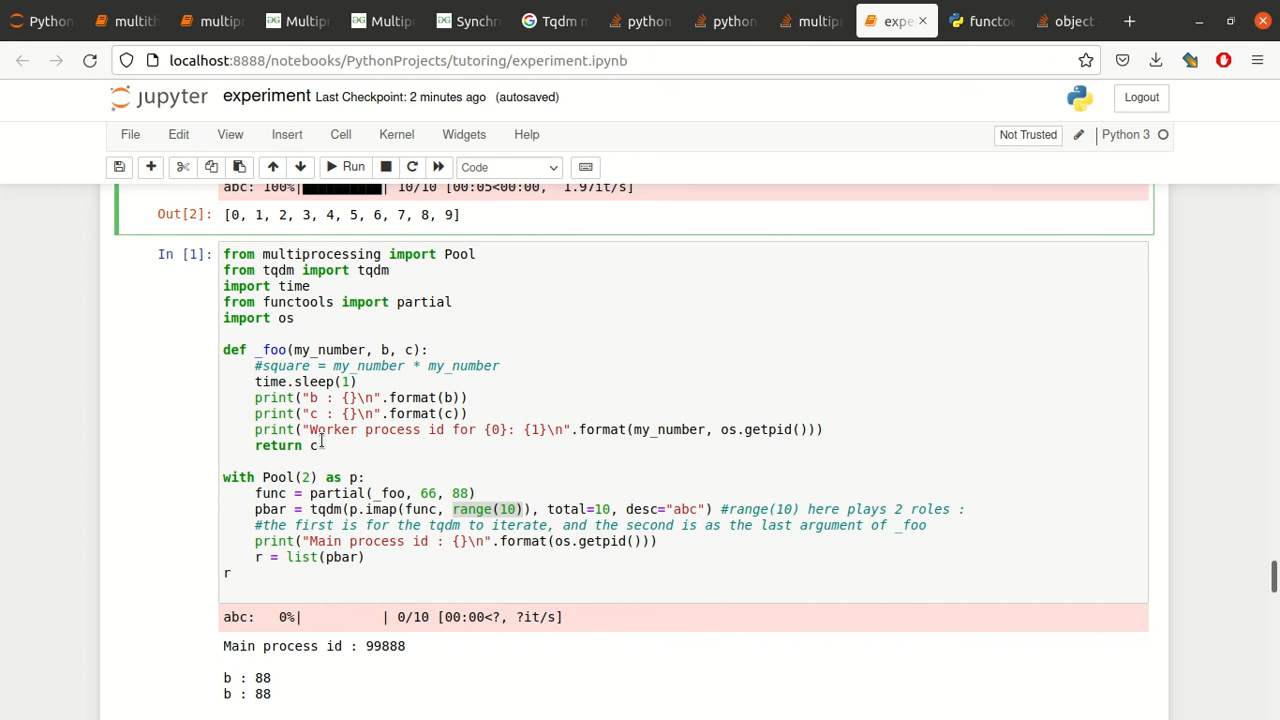 Python
multith
multipr
Multipr
Multip
Synchr
Tqdm n
python
python
multipr
expe
functo
object
localhost:8888/notebooks/PythonProjects/tutoring/experiment.ipynb
jupyter experiment Last Checkpoint: 2 minutes ago (autosaved)
Logout
File Edit View Insert Cell Kernel Widgets Help
Not Trusted
Python 3
Run
Code
abc: 100%|██████████| 10/10 [00:05<00:00, 1.97it/s]
Out[2]: [0, 1, 2, 3, 4, 5, 6, 7, 8, 9]
In [1]: from multiprocessing import Pool
from tqdm import tqdm
import time
from functools import partial
import os
def _foo(my_number, b, c):
#square = my_number * my_number
time.sleep(1)
print("b : {}\n".format(b))
print("c : {}\n".format(c))
print("Worker process id for {0}: {1}\n".format(my_number, os.getpid()))
return c
with Pool(2) as p:
func = partial(_foo, 66, 88)
pbar = tqdm(p.imap(func, range(10)), total=10, desc="abc") #range(10) here plays 2 roles :
#the first is for the tqdm to iterate, and the second is as the last argument of _foo
print("Main process id : {}\n".format(os.getpid()))
r = list(pbar)
r
abc: 0%| | 0/10 [00:00<?, ?it/s]
Main process id : 99888
b : 88
b : 88